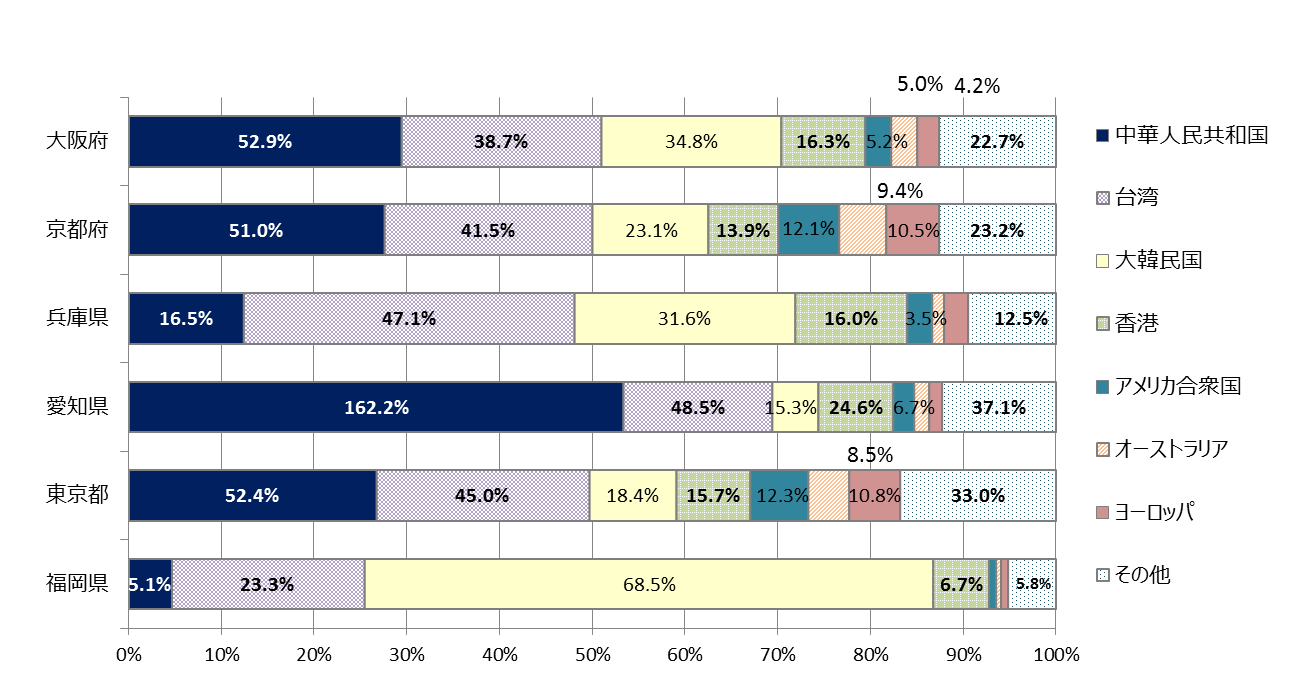 5.0% 4.2%
大阪府 52.9% 38.7% 34.8% 16.3% 5.2% 22.7%
9.4%
京都府 51.0% 41.5% 23.1% 13.9% 12.1% 10.5% 23.2%
兵庫県 16.5% 47.1% 31.6% 16.0% 3.5% 12.5%
愛知県 162.2% 48.5% 15.3% 24.6% 6.7% 37.1%
8.5%
東京都 52.4% 45.0% 18.4% 15.7% 12.3% 10.8% 33.0%
福岡県 5.1% 23.3% 68.5% 6.7% 5.8%
0% 10% 20% 30% 40% 50% 60% 70% 80% 90% 100%
中華人民共和国
台湾
大韓民国
香港
アメリカ合衆国
オーストラリア
ヨーロッパ
その他